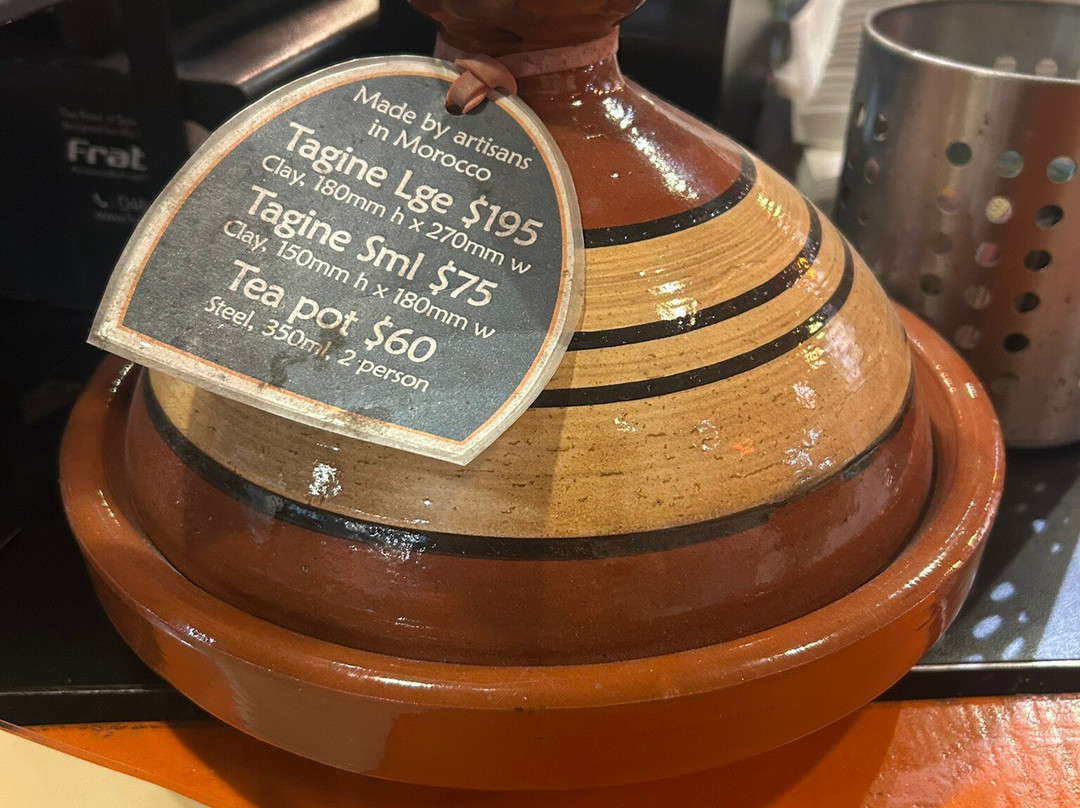 Made by artisans
in Morocco
Tagine Lge $195
Clay, 180mm h x 270mm w
Tagine Sml $75
Clay, 150mm h x 180mm w
Tea pot $60
Steel, 350ml, 2 person
Frat